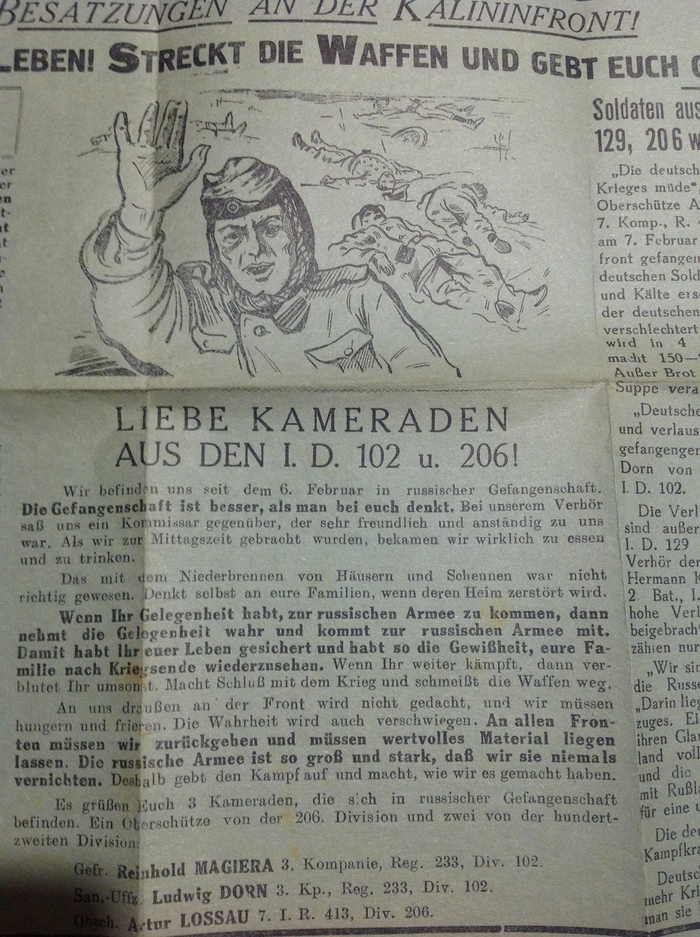 BESATZUNGEN AN DER KALININFRONT!
LEBEN! STRECKT DIE WAFFEN UND GEBT EUCH
LIEBE KAMERADEN
AUS DEN I. D. 102 u. 206!
Wir befinden uns seit dem 6. Februar in russischer Gefangenschaft.
Die Gefangenschaft ist besser, als man bei euch denkt. Bei unserem Verhör
saß uns ein Kommissar gegenüber, der sehr freundlich und anständig zu uns
war. Als wir zur Mittagszeit gebracht wurden, bekamen wir wirklich zu essen
und zu trinken.
Das mit dem Niederbrennen von Häusern und Scheunen war nicht
richtig gewesen. Denkt selbst an eure Familien, wenn deren Heim zerstört wird.
Wenn Ihr Gelegenheit habt, zur russischen Armee zu kommen, dann
nehmt die Gelegenheit wahr und kommt zur russischen Armee mit.
Damit habt Ihr euer Leben gesichert und habt so die Gewißheit, eure Fa-
milie nach Kriegsende wiederzusehen. Wenn Ihr weiter kämpft, dann ver-
blutet Ihr umsonst. Macht Schluß mit dem Krieg und schmeißt die Waffen weg.
An uns draußen an der Front wird nicht gedacht, und wir müssen
hungern und frieren. Die Wahrheit wird auch verschwiegen. An allen Fron-
ten müssen wir zurückgehen und müssen wertvolles Material liegen
lassen. Die russische Armee ist so groß und stark, daß wir sie niemals
vernichten. Deshalb gebt den Kampf auf und macht, wie wir es gemacht haben.
Es grüßen Euch 3 Kameraden, die sich in russischer Gefangenschaft
befinden. Ein Oberschütze von der 206. Division und zwei von der hundert-
zweiten Division.
Gefr. Reinhold MAGIERA 3. Kompanie, Reg. 233, Div. 102.
San.-Uffz. Ludwig DORN 3. Kp., Reg. 233, Div. 102.
Obsch. Artur LOSSAU 7. I. R. 413, Div. 206.
Soldaten aus
129, 206
„Die deutsch
Krieges müde",
Oberschütze A
7. Komp., R.
am 7. Februar
front gefangen
deutschen Sold
und Kälte ers
der deutschen
verschlechtert
wird in 4
macht 150—
Außer Brot
Suppe vera
„Deutsche
und verlaus
gefangenen
Dorn von
I. D. 102.
Die Verl
sind außer
I. D. 129
Verhör der
Hermann K
2. Bat., I.
hohe Verl
beigebracht
zählen nur
„Wir sin
die Russe
„Darin lieg
zuges. Ei
ihren Gla
land voll
und die
mit Rußl
für eine
Die deu
Kampfkra
Deutsch
mehr Kri
man sie